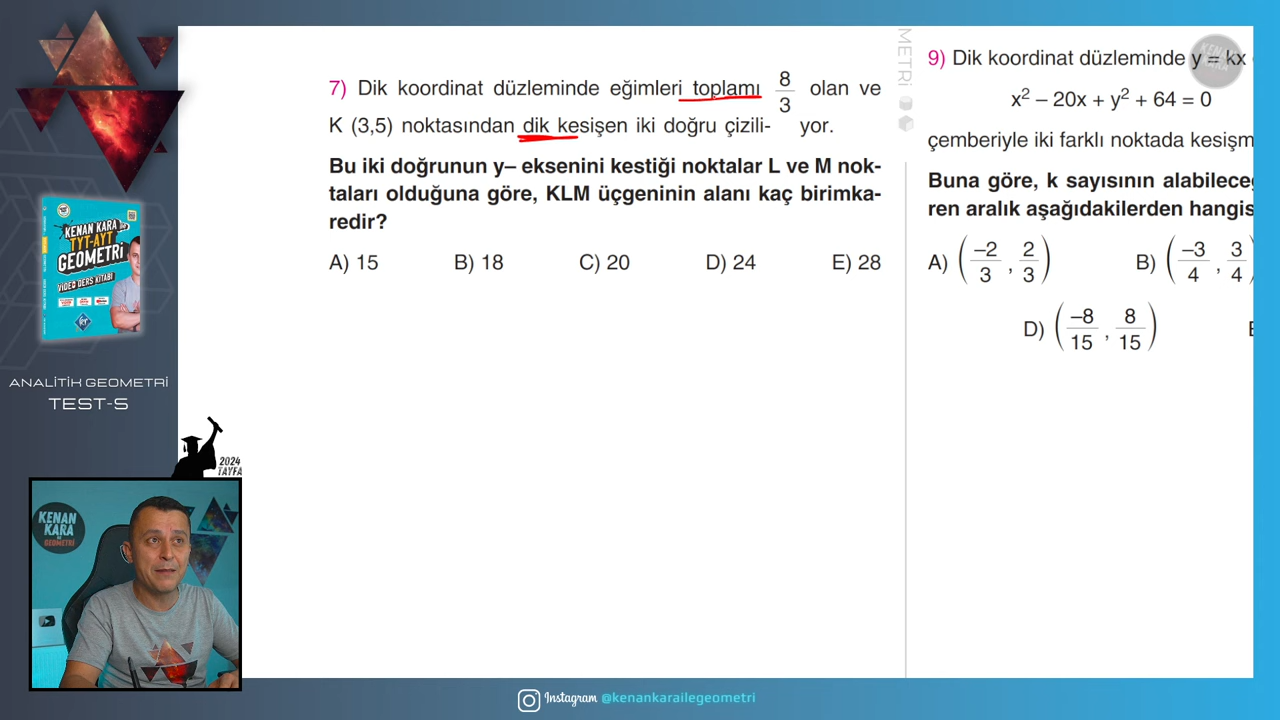 7) Dik koordinat düzleminde eğimleri toplamı 8/3 olan ve
K (3,5) noktasından dik kesişen iki doğru çizili- yor.
Bu iki doğrunun y– eksenini kestiği noktalar L ve M nok-
taları olduğuna göre, KLM üçgeninin alanı kaç birimka-
redir?
A) 15 B) 18 C) 20 D) 24 E) 28
METRİ
9) Dik koordinat düzleminde y = kx
x² – 20x + y² + 64 = 0
çemberiyle iki farklı noktada kesişm
Buna göre, k sayısının alabilece
ren aralık aşağıdakilerden hangis
A) (–2/3, 2/3) B) (–3/4, 3/4)
D) (–8/15, 8/15)
KENAN KARA
KENAN KARA ile
TYT-AYT
GEOMETRİ
VİDEO DERS KİTABI
ANALİTİK GEOMETRİ
TEST-5
2024
TAYFA
KENAN
KARA
GEOMETRİ
Instagram @kenankarailegeometri